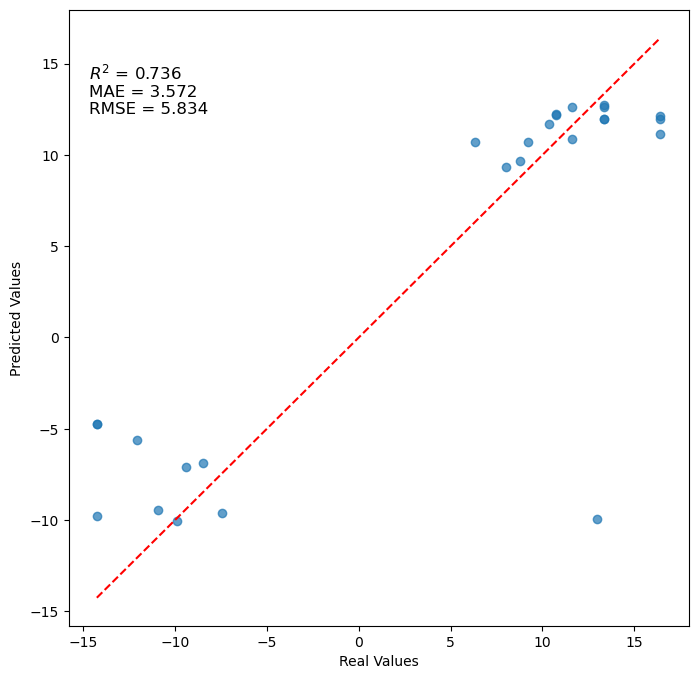 R² = 0.736
MAE = 3.572
RMSE = 5.834
15
10
5
0
−5
−10
−15
Predicted Values
−15 −10 −5 0 5 10 15
Real Values